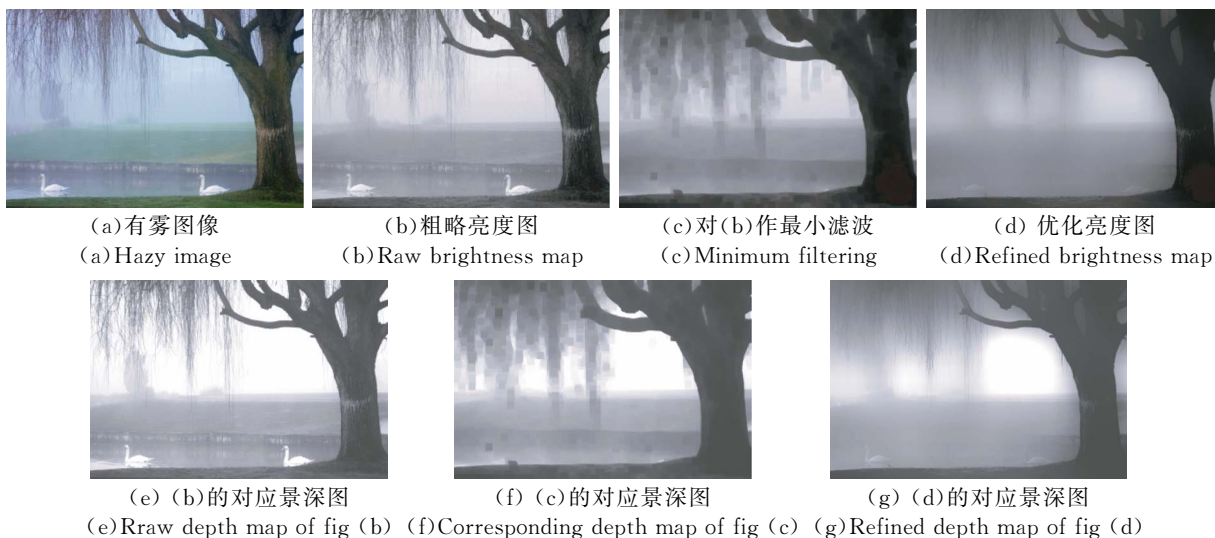 (a)有雾图像 (b)粗略亮度图 (c)对(b)作最小滤波 (d) 优化亮度图
(a)Hazy image (b)Raw brightness map (c)Minimum filtering (d)Refined brightness map
(e) (b)的对应景深图 (f) (c)的对应景深图 (g) (d)的对应景深图
(e)Rraw depth map of fig (b) (f)Corresponding depth map of fig (c) (g)Refined depth map of fig (d)